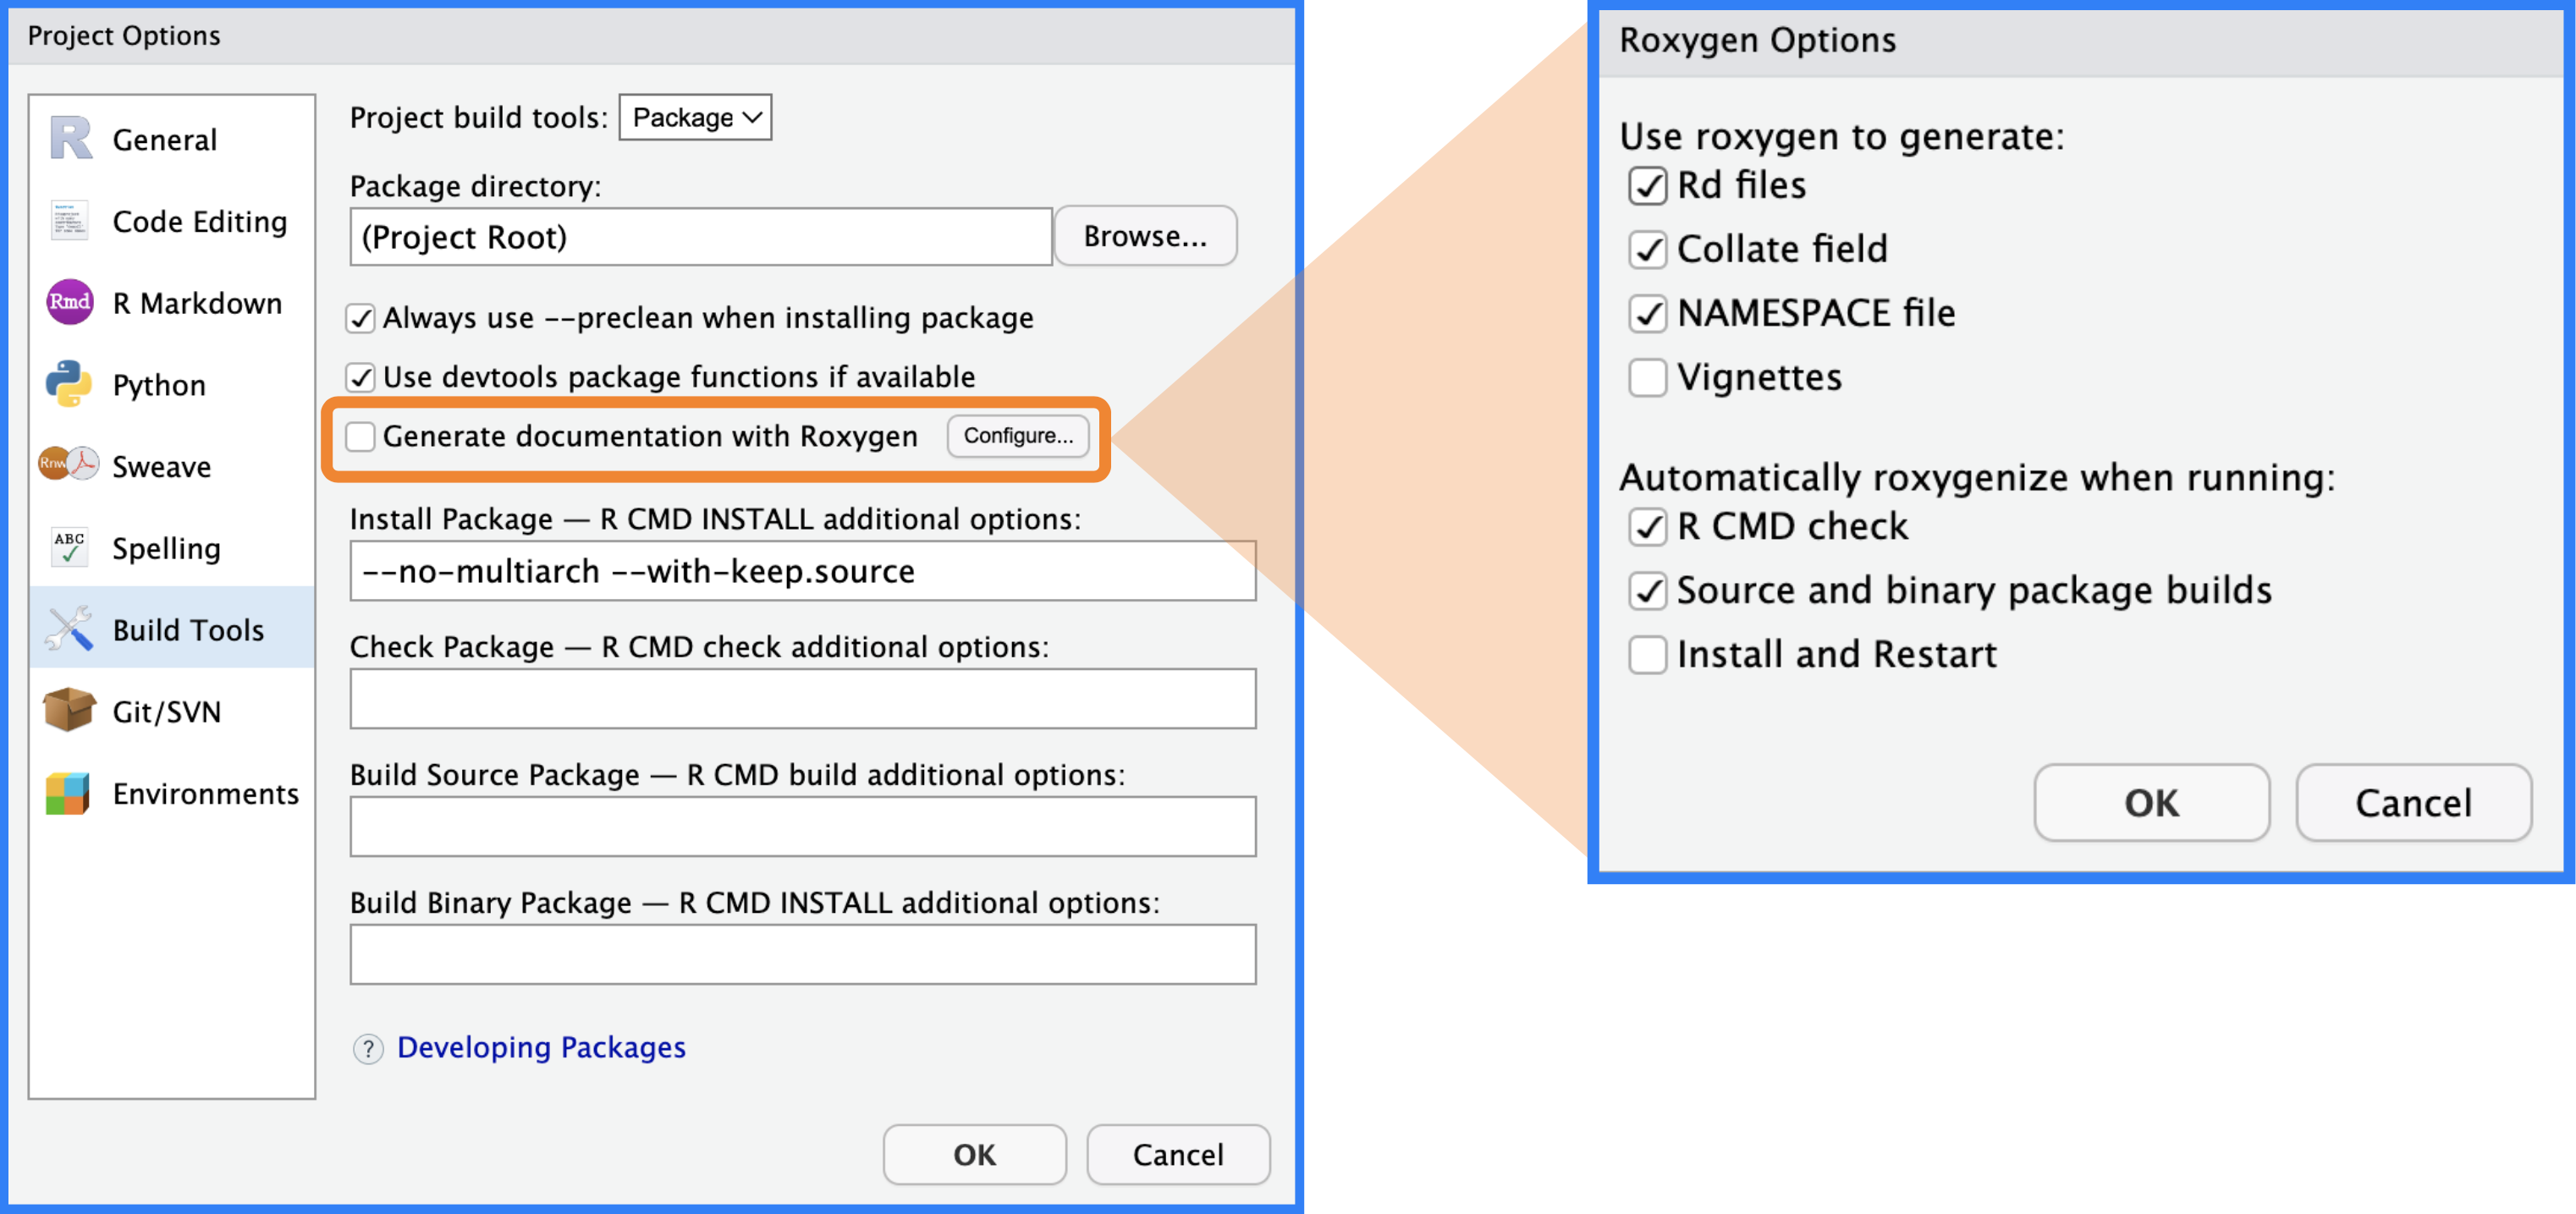 Project Options
General
Code Editing
Rmd R Markdown
Python
Rnw Sweave
ABC Spelling
Build Tools
Git/SVN
Environments
Project build tools: Package
Package directory:
(Project Root) Browse...
Always use --preclean when installing package
Use devtools package functions if available
Generate documentation with Roxygen Configure...
Install Package — R CMD INSTALL additional options:
--no-multiarch --with-keep.source
Check Package — R CMD check additional options:
Build Source Package — R CMD build additional options:
Build Binary Package — R CMD INSTALL additional options:
? Developing Packages
OK Cancel
Roxygen Options
Use roxygen to generate:
Rd files
Collate field
NAMESPACE file
Vignettes
Automatically roxygenize when running:
R CMD check
Source and binary package builds
Install and Restart
OK Cancel